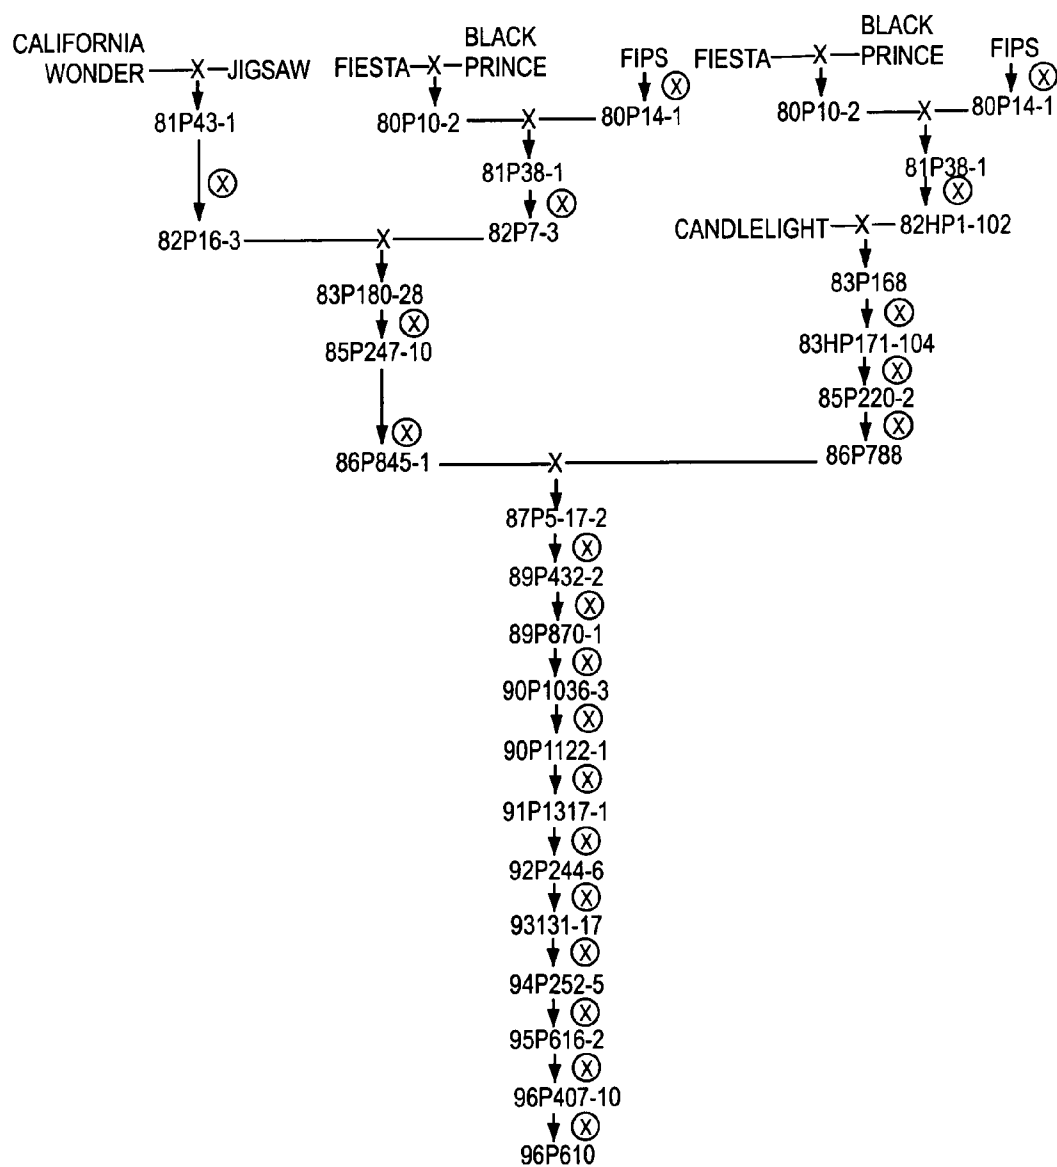 CALIFORNIA
WONDER X JIGSAW
81P43-1
Ⓧ
82P16-3
FIESTA X BLACK
PRINCE
80P10-2
FIPS
Ⓧ
80P14-1
X
81P38-1
Ⓧ
82P7-3
X
83P180-28
Ⓧ
85P247-10
Ⓧ
86P845-1
FIESTA X BLACK
PRINCE
80P10-2
FIPS
Ⓧ
80P14-1
X
81P38-1
Ⓧ
CANDLELIGHT X 82HP1-102
83P168
Ⓧ
83HP171-104
Ⓧ
85P220-2
Ⓧ
86P788
X
87P5-17-2
Ⓧ
89P432-2
Ⓧ
89P870-1
Ⓧ
90P1036-3
Ⓧ
90P1122-1
Ⓧ
91P1317-1
Ⓧ
92P244-6
Ⓧ
93131-17
Ⓧ
94P252-5
Ⓧ
95P616-2
Ⓧ
96P407-10
Ⓧ
96P610